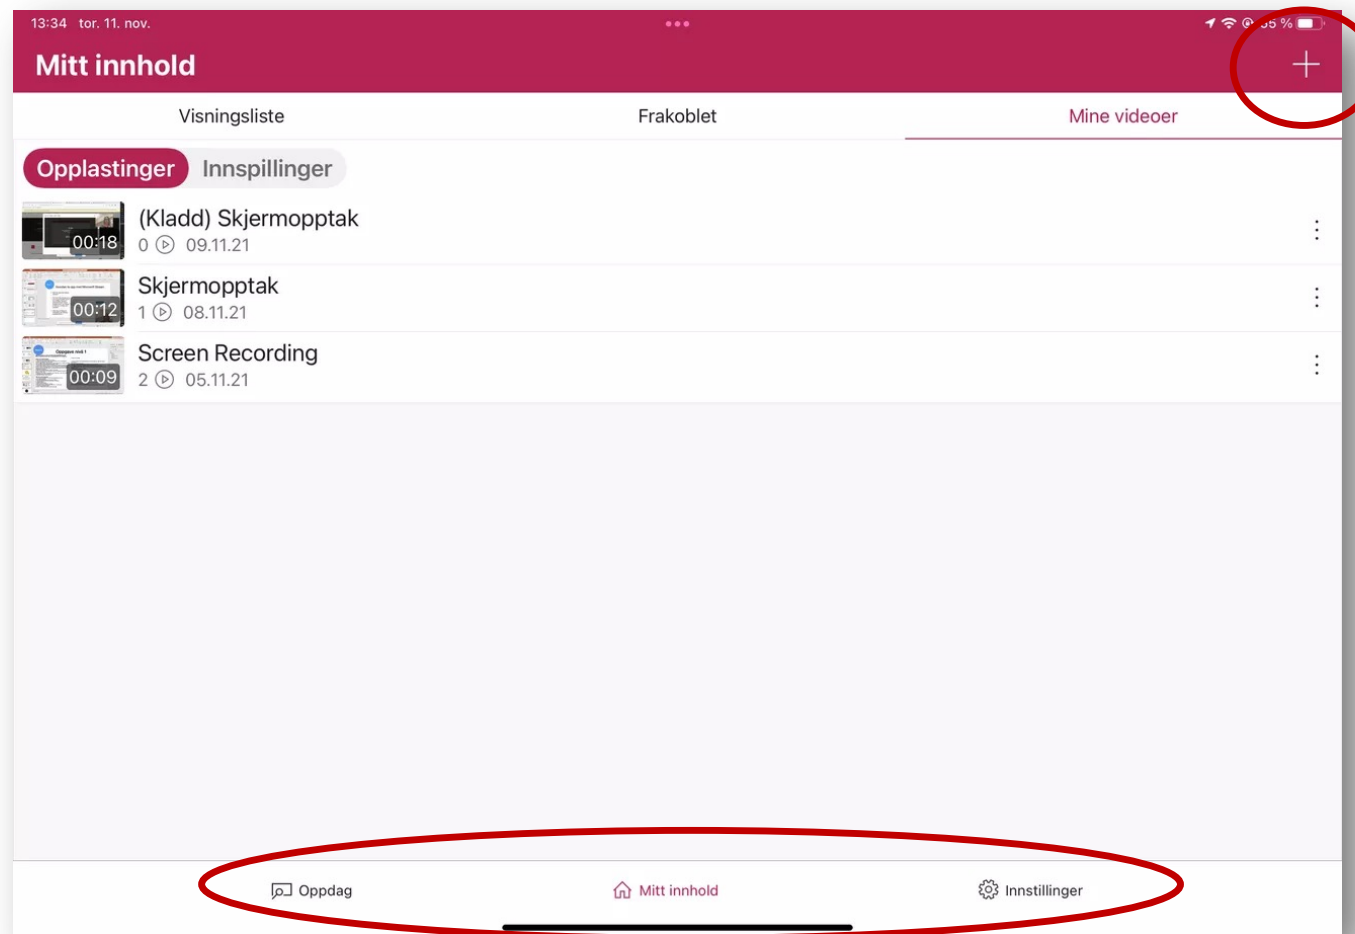 13:34 tor. 11. nov.
Mitt innhold
Visningsliste Frakoblet Mine videoer
Opplastinger Innspillinger
(Kladd) Skjermopptak
00:18 0 09.11.21
Skjermopptak
00:12 1 08.11.21
Screen Recording
00:09 2 05.11.21
Oppdag Mitt innhold Innstillinger